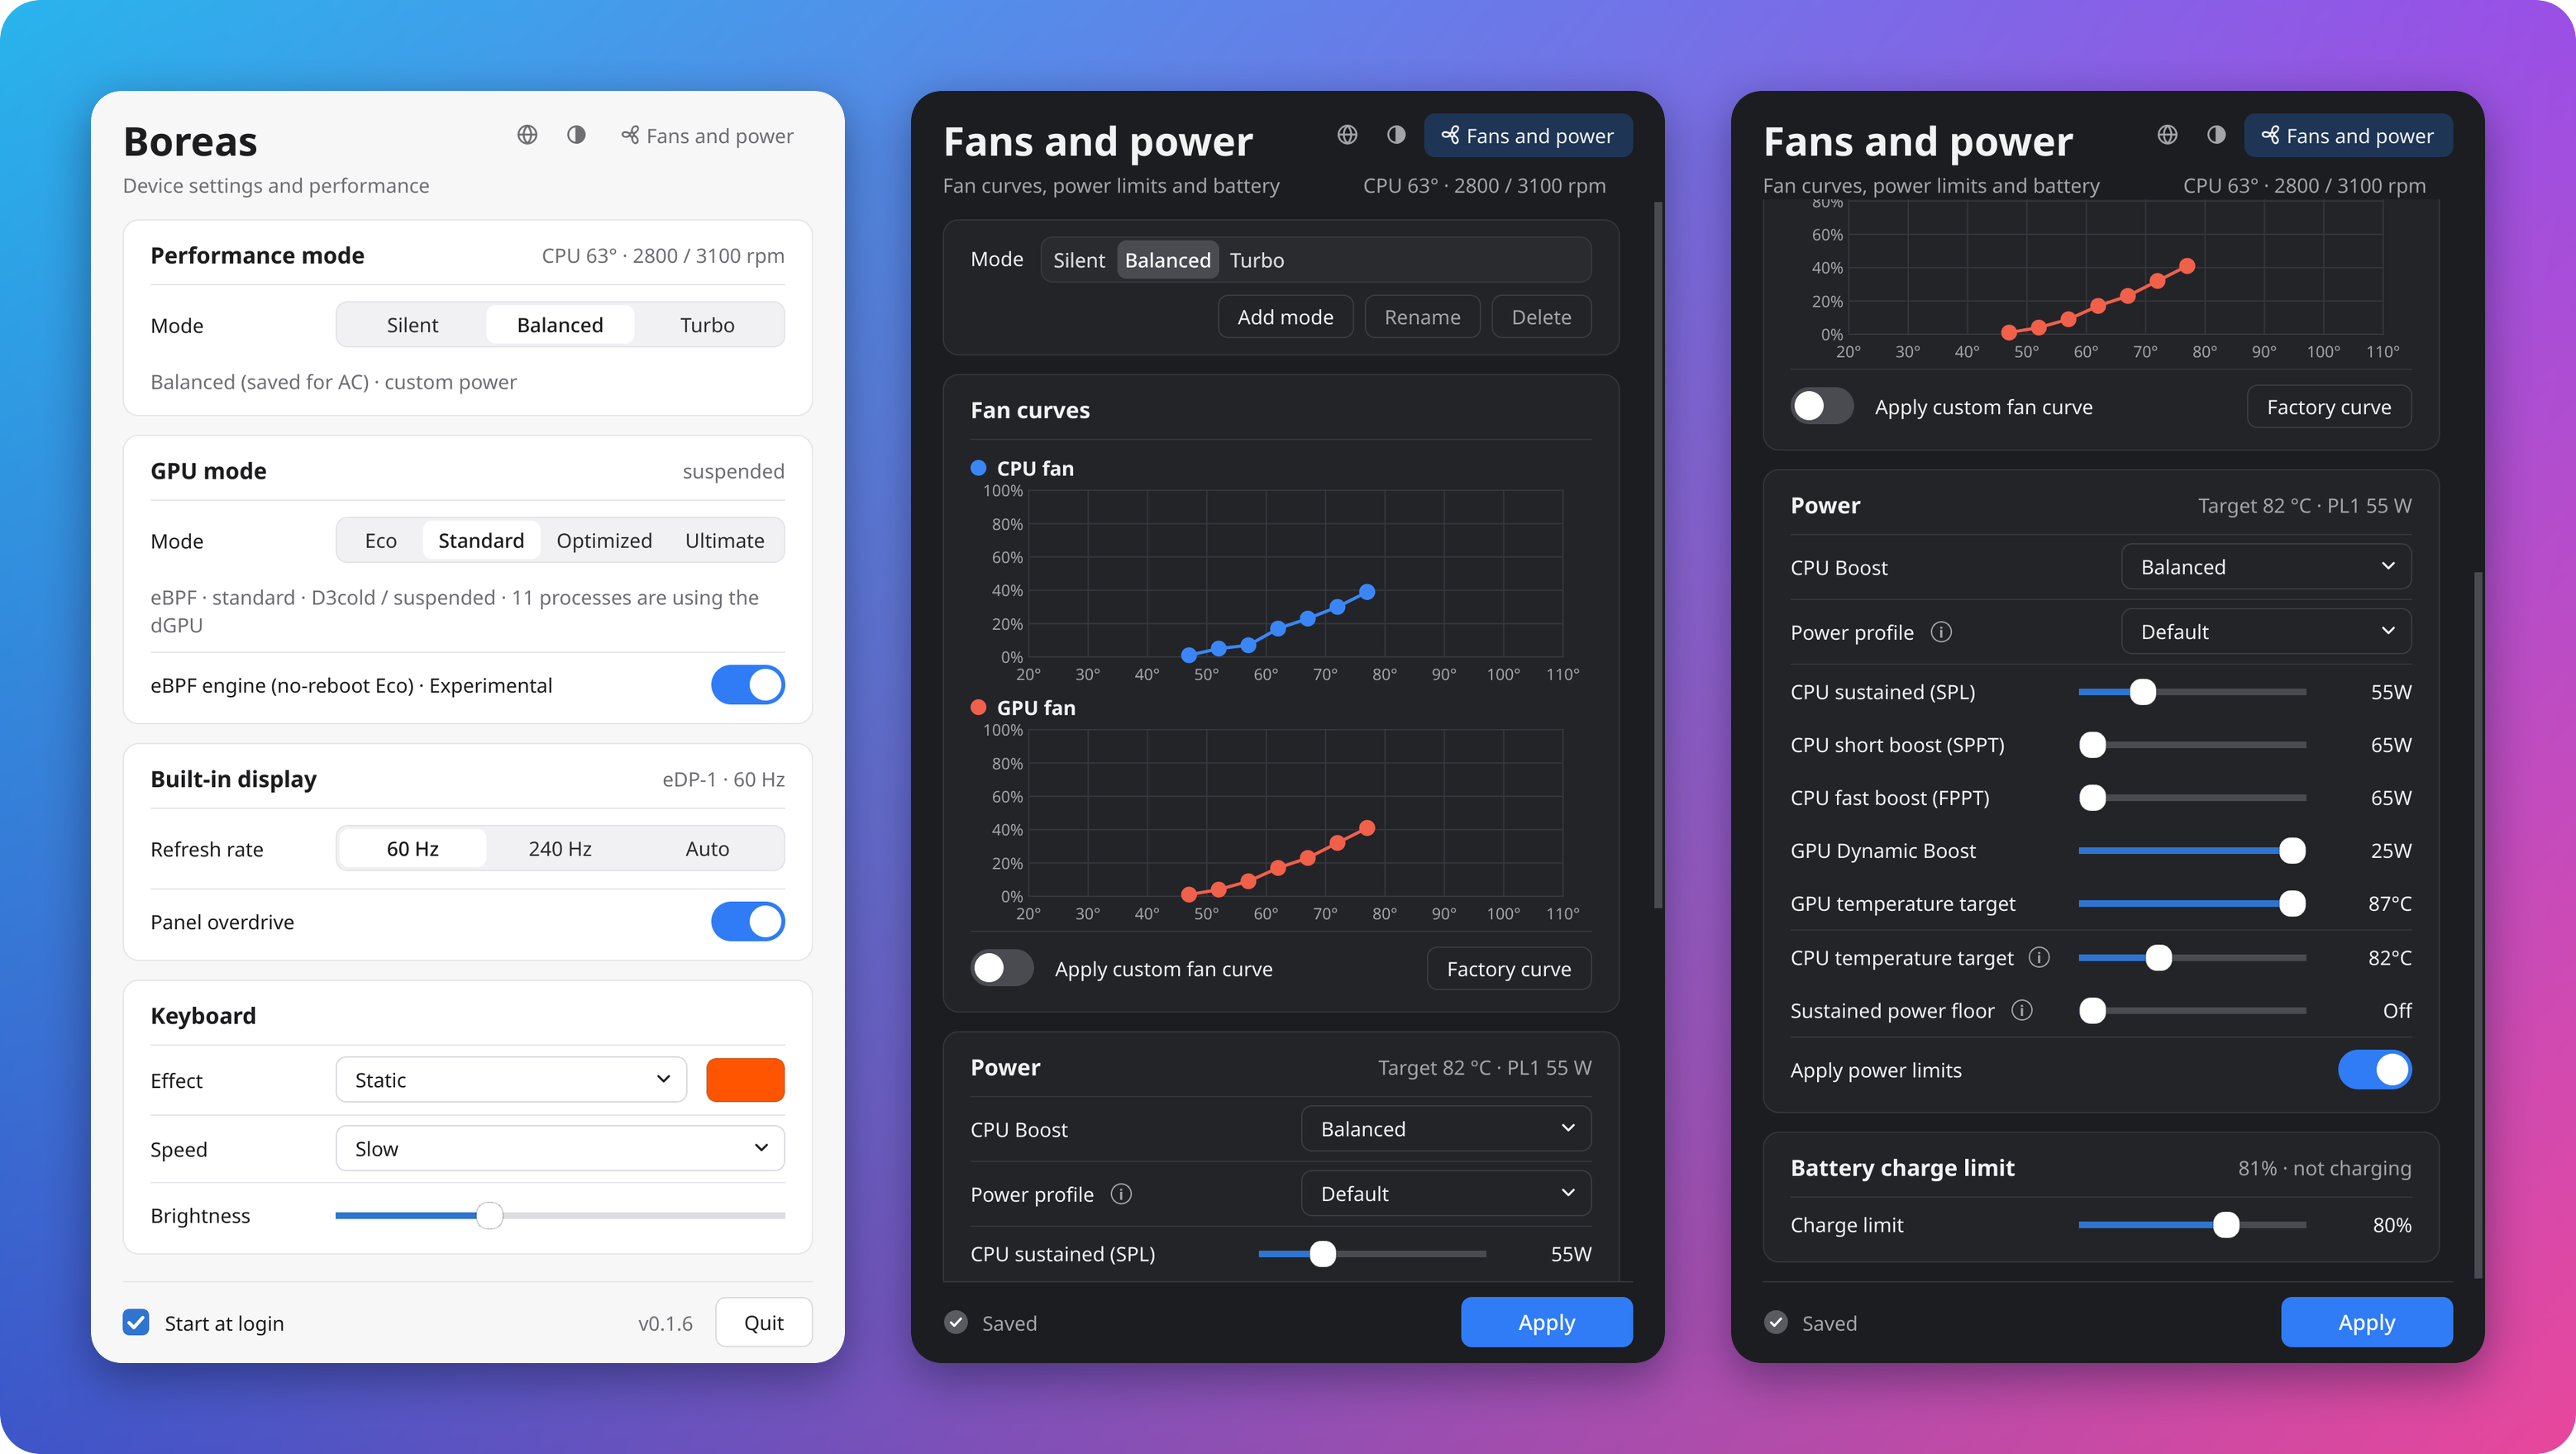 Boreas
Fans and power
Device settings and performance
Performance mode
CPU 63° · 2800 / 3100 rpm
Mode
Silent
Balanced
Turbo
Balanced (saved for AC) · custom power
GPU mode
suspended
Mode
Eco
Standard
Optimized
Ultimate
eBPF · standard · D3cold / suspended · 11 processes are using the
dGPU
eBPF engine (no-reboot Eco) · Experimental
Built-in display
eDP-1 · 60 Hz
Refresh rate
60 Hz
240 Hz
Auto
Panel overdrive
Keyboard
Effect
Static
Speed
Slow
Brightness
Start at login
v0.1.6
Quit
Fans and power
Fans and power
Fan curves, power limits and battery
CPU 63° · 2800 / 3100 rpm
Mode
Silent
Balanced
Turbo
Add mode
Rename
Delete
Fan curves
CPU fan
100%
80%
60%
40%
20%
0%
20° 30° 40° 50° 60° 70° 80° 90° 100° 110°
GPU fan
100%
80%
60%
40%
20%
0%
20° 30° 40° 50° 60° 70° 80° 90° 100° 110°
Apply custom fan curve
Factory curve
Power
Target 82 °C · PL1 55 W
CPU Boost
Balanced
Power profile
Default
CPU sustained (SPL)
55W
Saved
Apply
Fans and power
Fans and power
Fan curves, power limits and battery
CPU 63° · 2800 / 3100 rpm
80%
60%
40%
20%
0%
20° 30° 40° 50° 60° 70° 80° 90° 100° 110°
Apply custom fan curve
Factory curve
Power
Target 82 °C · PL1 55 W
CPU Boost
Balanced
Power profile
Default
CPU sustained (SPL)
55W
CPU short boost (SPPT)
65W
CPU fast boost (FPPT)
65W
GPU Dynamic Boost
25W
GPU temperature target
87°C
CPU temperature target
82°C
Sustained power floor
Off
Apply power limits
Battery charge limit
81% · not charging
Charge limit
80%
Saved
Apply